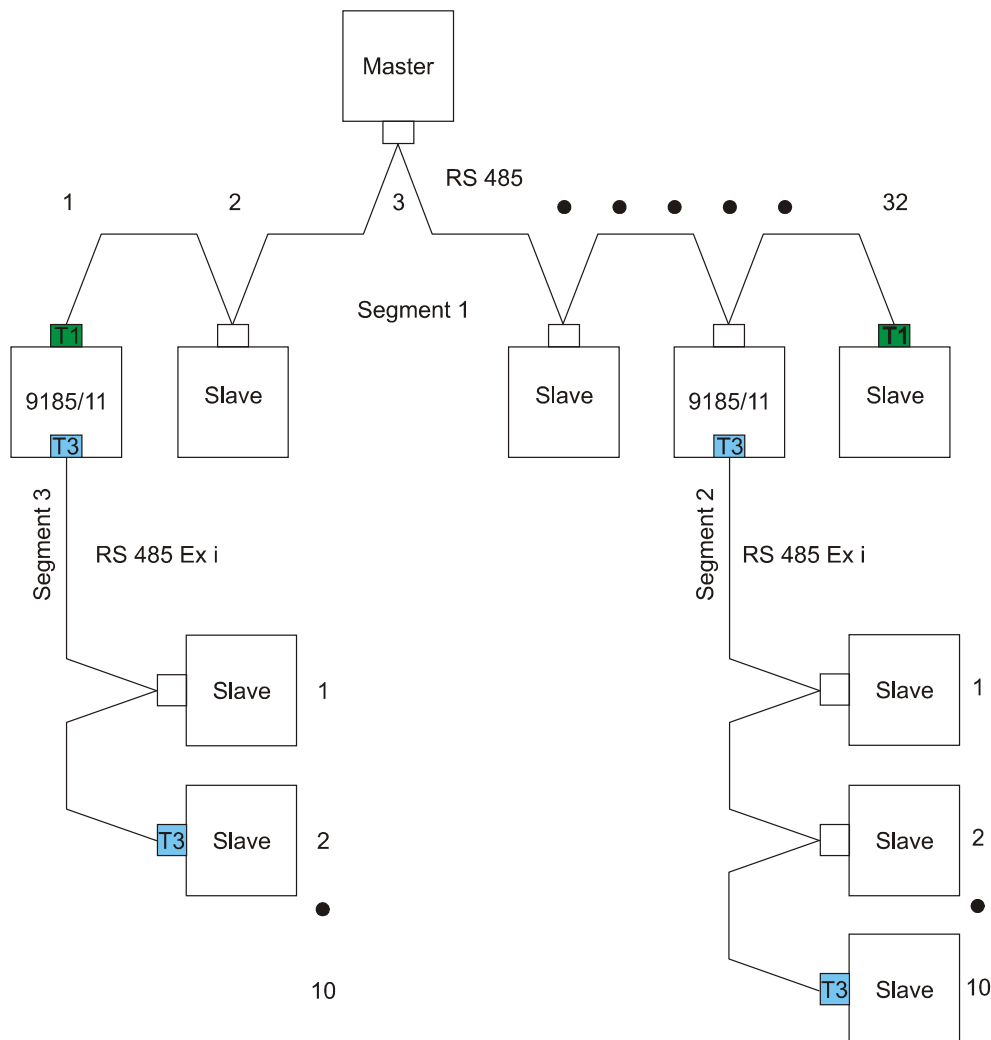 Master
RS 485
1 2 3 32
Segment 1
T1 T1
9185/11 Slave Slave 9185/11 Slave
T3 T3
Segment 3
RS 485 Ex i
Segment 2
RS 485 Ex i
Slave 1
Slave 1
T3 Slave 2
Slave 2
10
T3 Slave 10